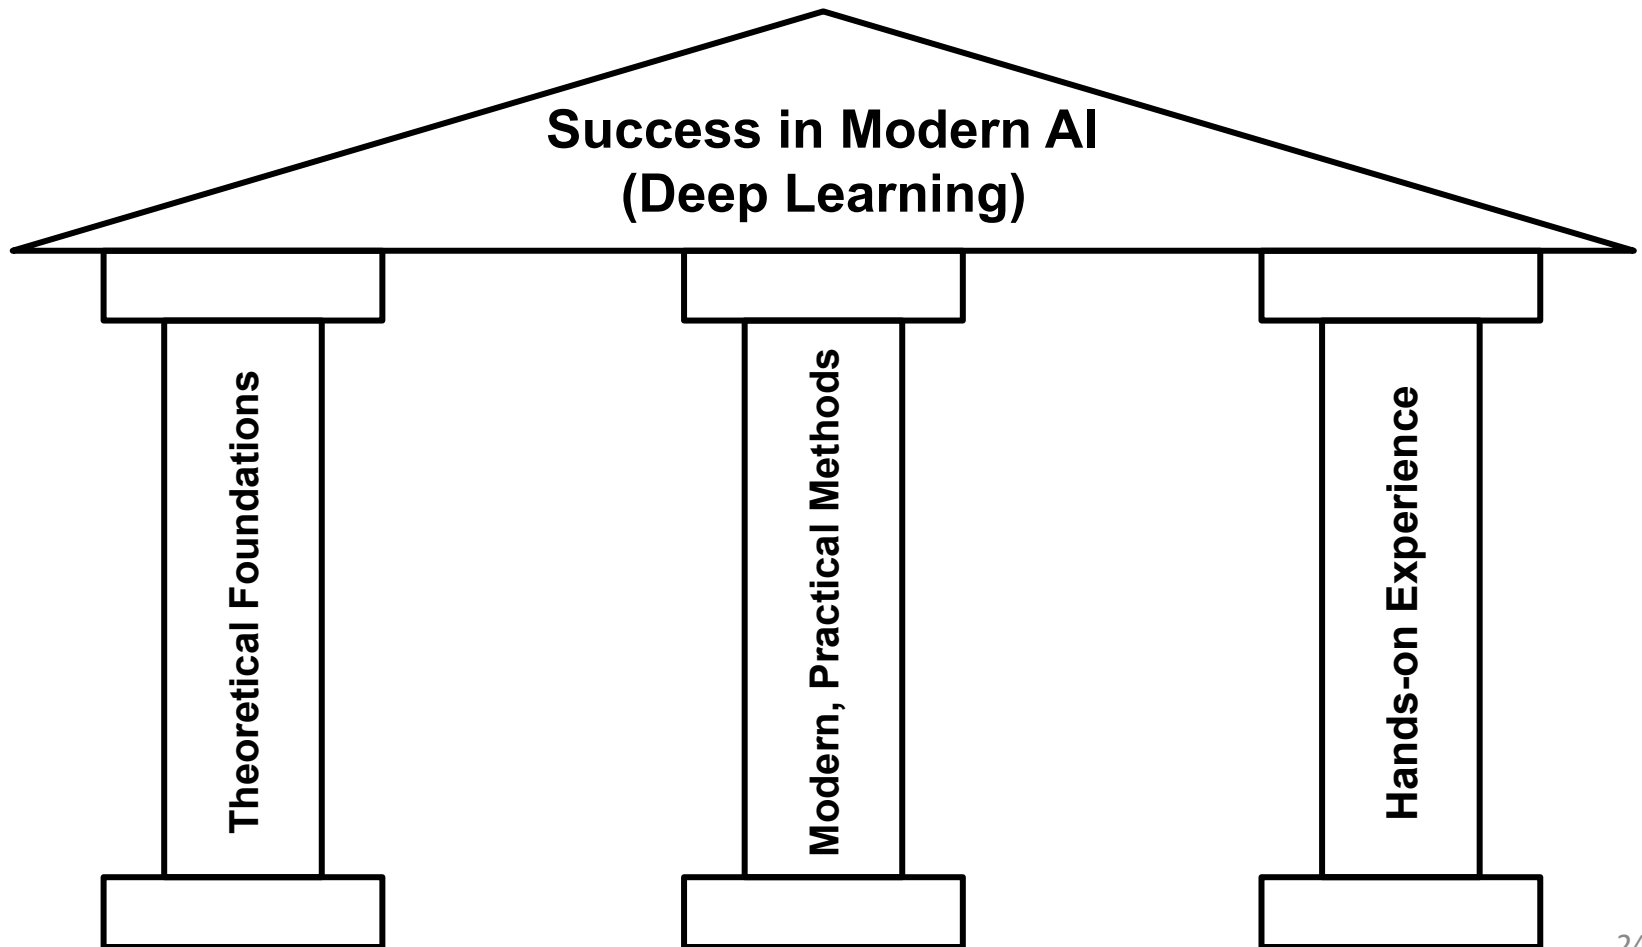 Success in Modern AI
(Deep Learning)
Theoretical Foundations
Modern, Practical Methods
Hands-on Experience